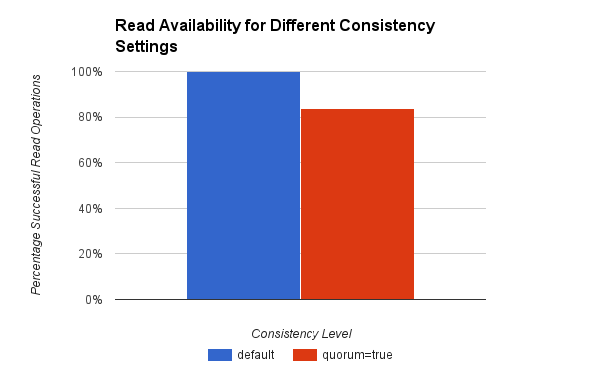 Read Availability for Different Consistency
Settings
Percentage Successful Read Operations
100%
80%
60%
40%
20%
0%
Consistency Level
default
quorum=true